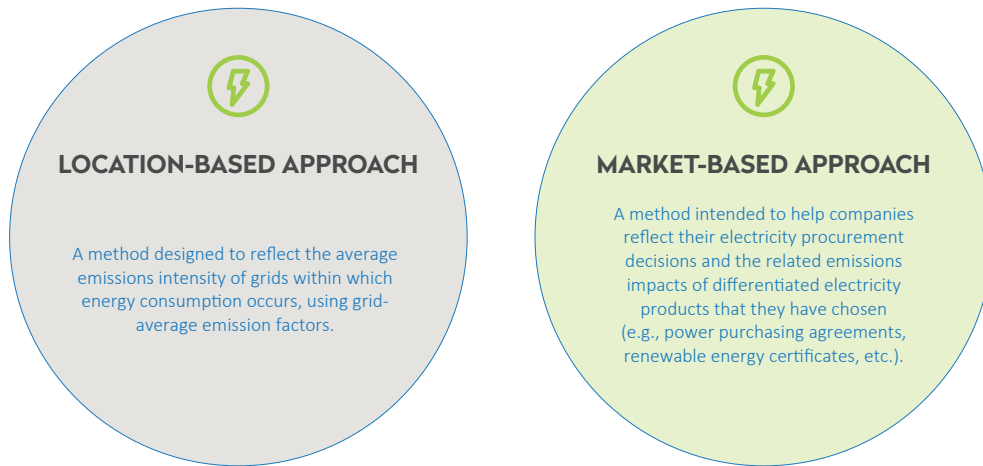 LOCATION-BASED APPROACH
A method designed to reflect the average
emissions intensity of grids within which
energy consumption occurs, using grid-
average emission factors.
MARKET-BASED APPROACH
A method intended to help companies
reflect their electricity procurement
decisions and the related emissions
impacts of differentiated electricity
products that they have chosen
(e.g., power purchasing agreements,
renewable energy certificates, etc.).